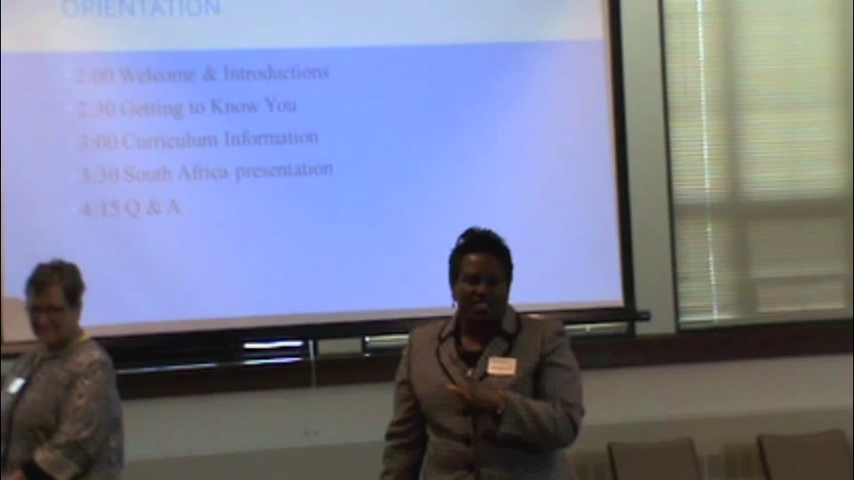 ORIENTATION
2:00 Welcome & Introductions
2:30 Getting to Know You
3:00 Curriculum Information
3:30 South Africa presentation
4:15 Q & A